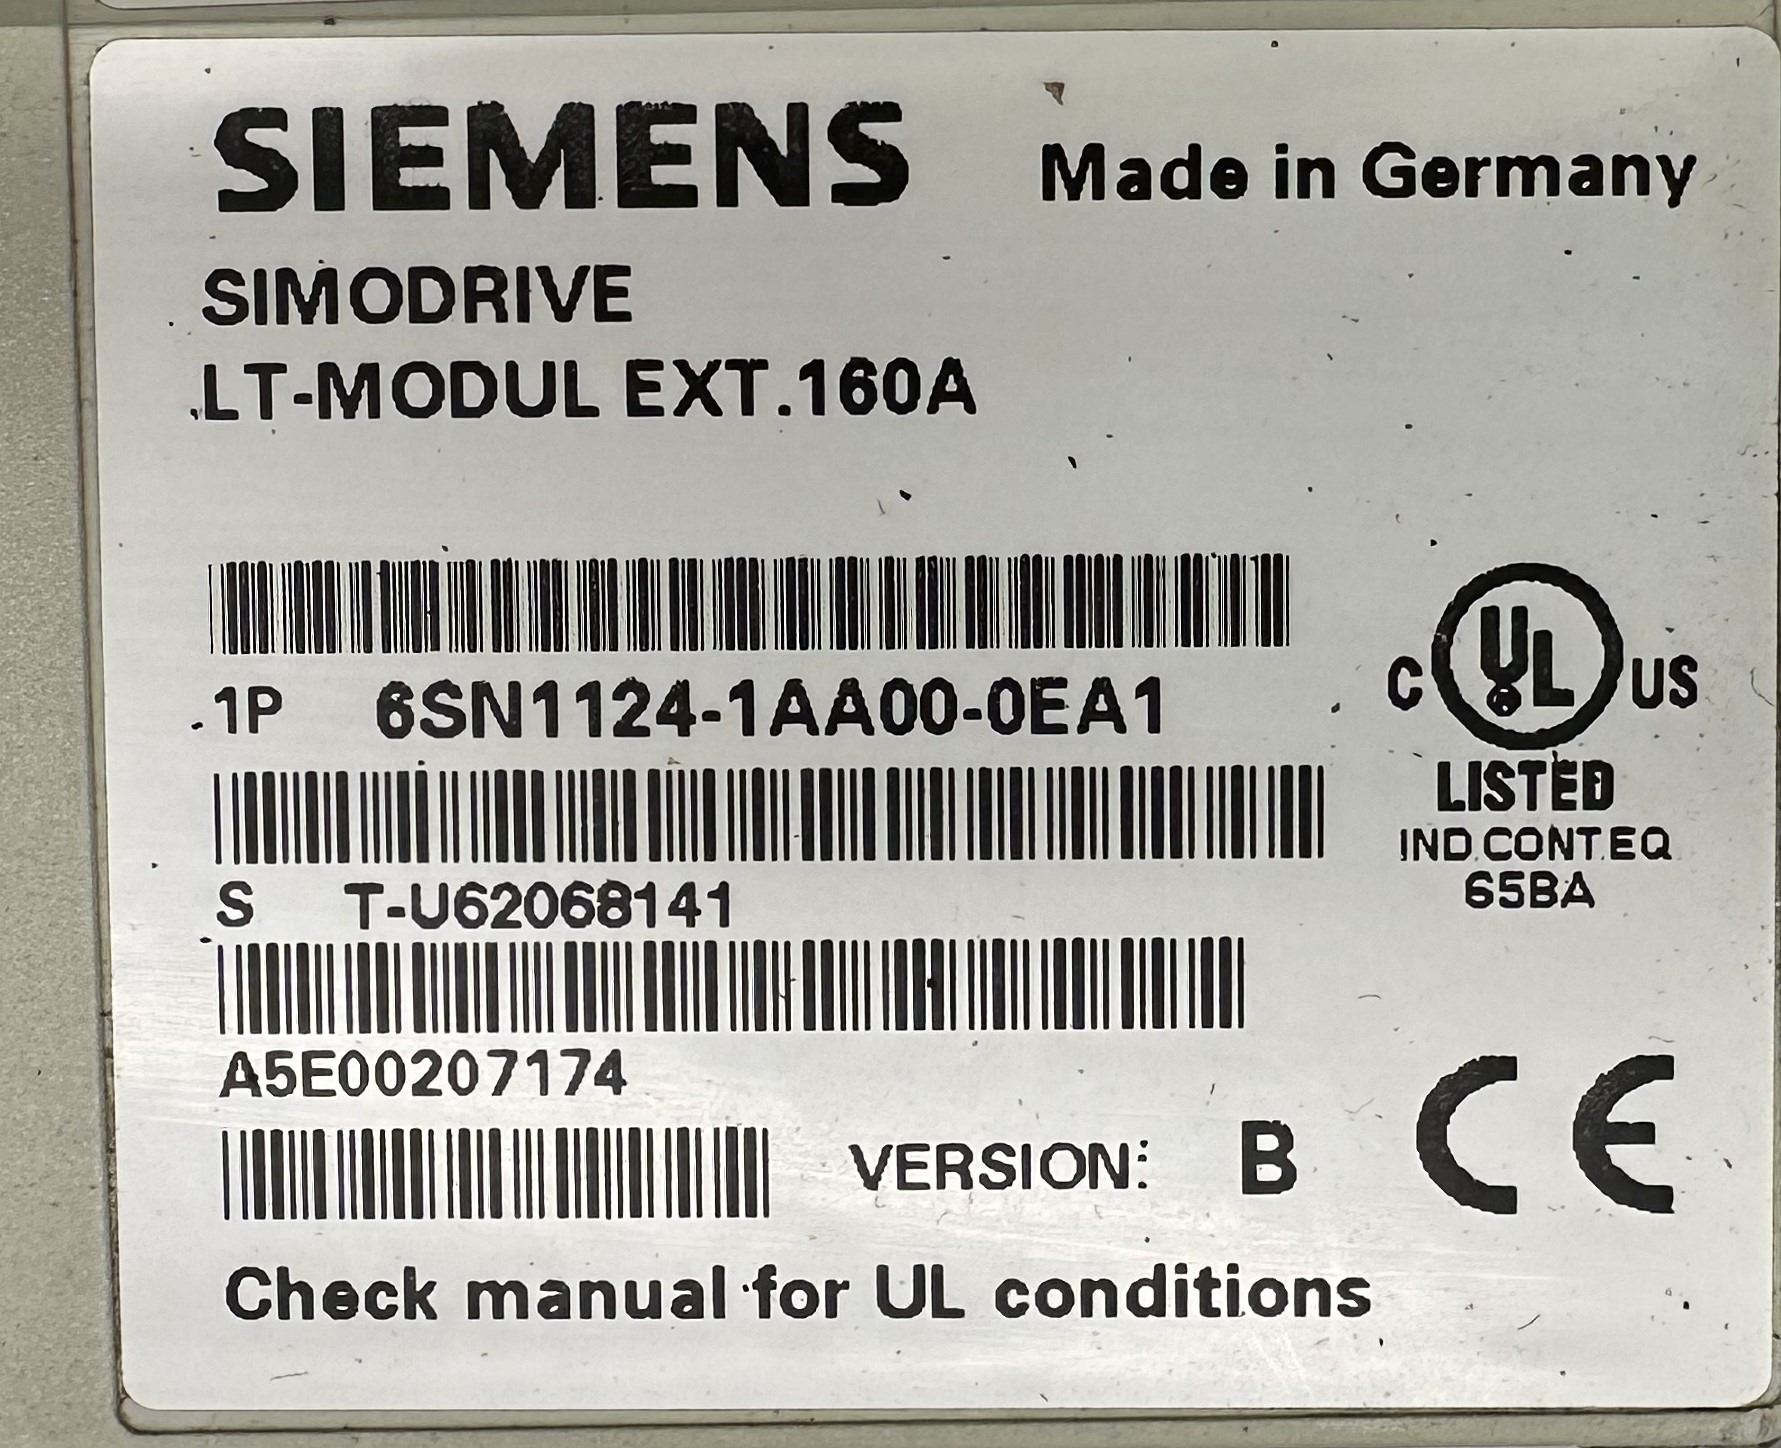 SIEMENS Made in Germany
SIMODRIVE
LT-MODUL EXT.160A
1P 6SN1124-1AA00-0EA1
C UL US
LISTED
IND.CONT.EQ
65BA
S T-U62068141
A5E00207174
VERSION: B CE
Check manual for UL conditions